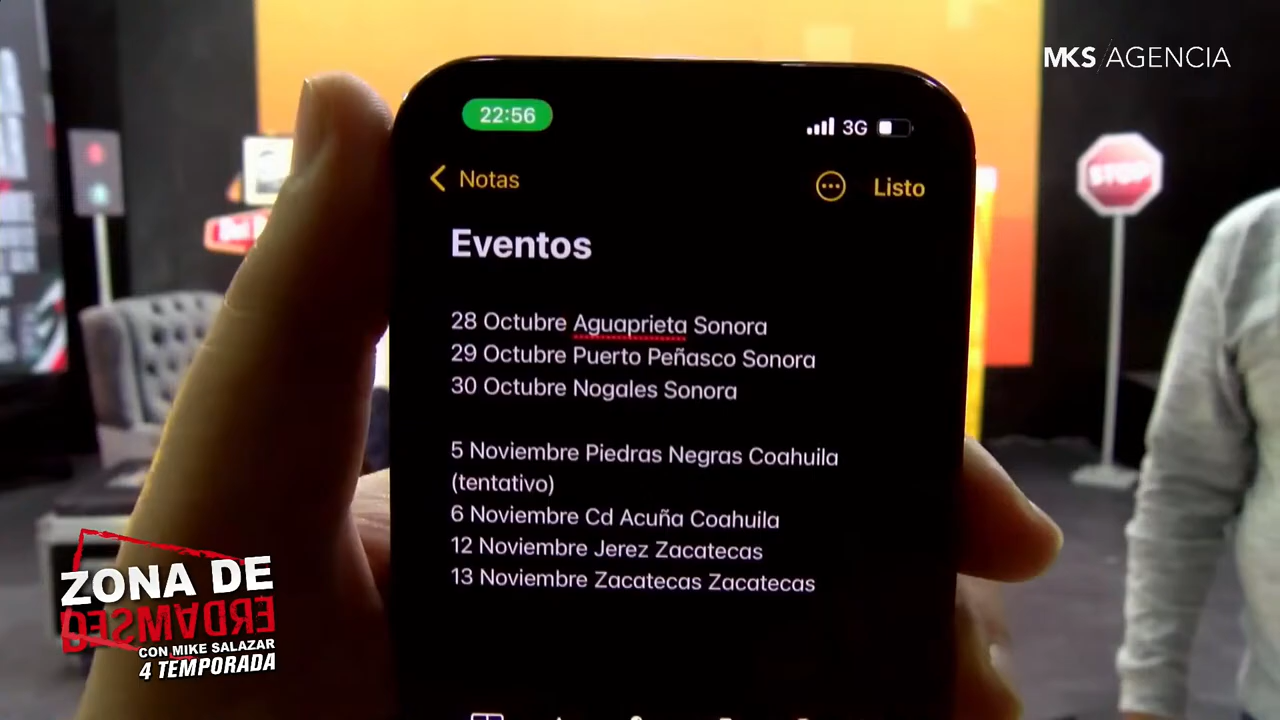 MKS/AGENCIA
22:56
3G
Notas
Listo
STOP
Eventos
28 Octubre Aguaprieta Sonora
29 Octubre Puerto Peñasco Sonora
30 Octubre Nogales Sonora
5 Noviembre Piedras Negras Coahuila
(tentativo)
6 Noviembre Cd Acuña Coahuila
12 Noviembre Jerez Zacatecas
13 Noviembre Zacatecas Zacatecas
ZONA DE
DESMADRE
CON MIKE SALAZAR
4 TEMPORADA